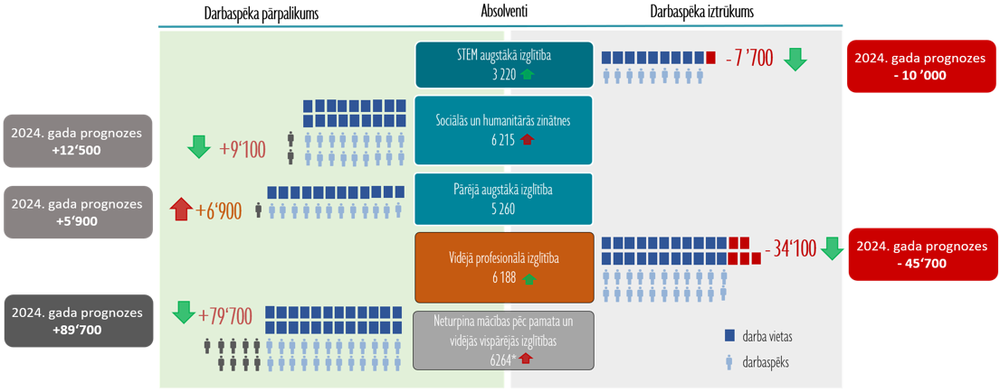 Darbaspēka pārpalikums
Absolventi
Darbaspēka iztrūkums
STEM augstākā izglītība
3 220
- 7’700
2024. gada prognozes
- 10 ’000
2024. gada prognozes
+12‘500
+9‘100
Sociālās un humanitārās zinātnes
6 215
2024. gada prognozes
+5‘900
+6‘900
Pārējā augstākā izglītība
5 260
Vidējā profesionālā izglītība
6 188
- 34‘100
2024. gada prognozes
- 45‘700
2024. gada prognozes
+89‘700
+79‘700
Neturpina mācības pēc pamata un
vidējās vispārējās izglītības
6264*
darba vietas
darbaspēks